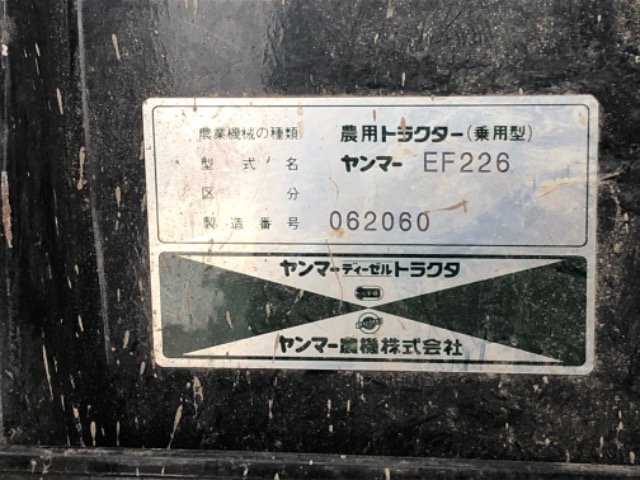 農業機械の種類 農用トラクター(乗用型)
型式名 ヤンマー EF226
区分
製造番号 062060
ヤンマーディーゼルトラクタ
ヤンマー農機株式会社